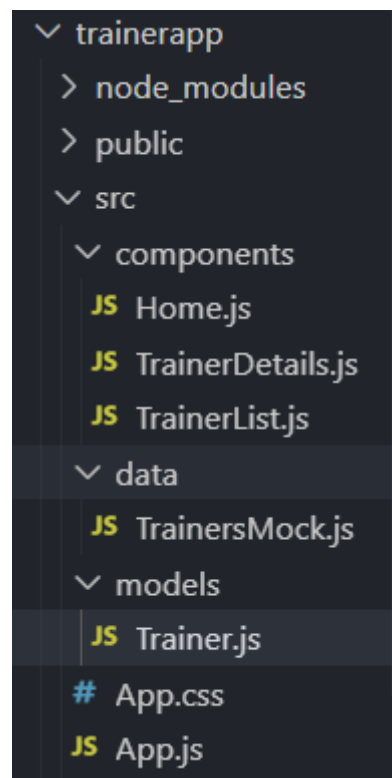 trainerapp
node_modules
public
src
components
JS Home.js
JS TrainerDetails.js
JS TrainerList.js
data
JS TrainersMock.js
models
JS Trainer.js
# App.css
JS App.js